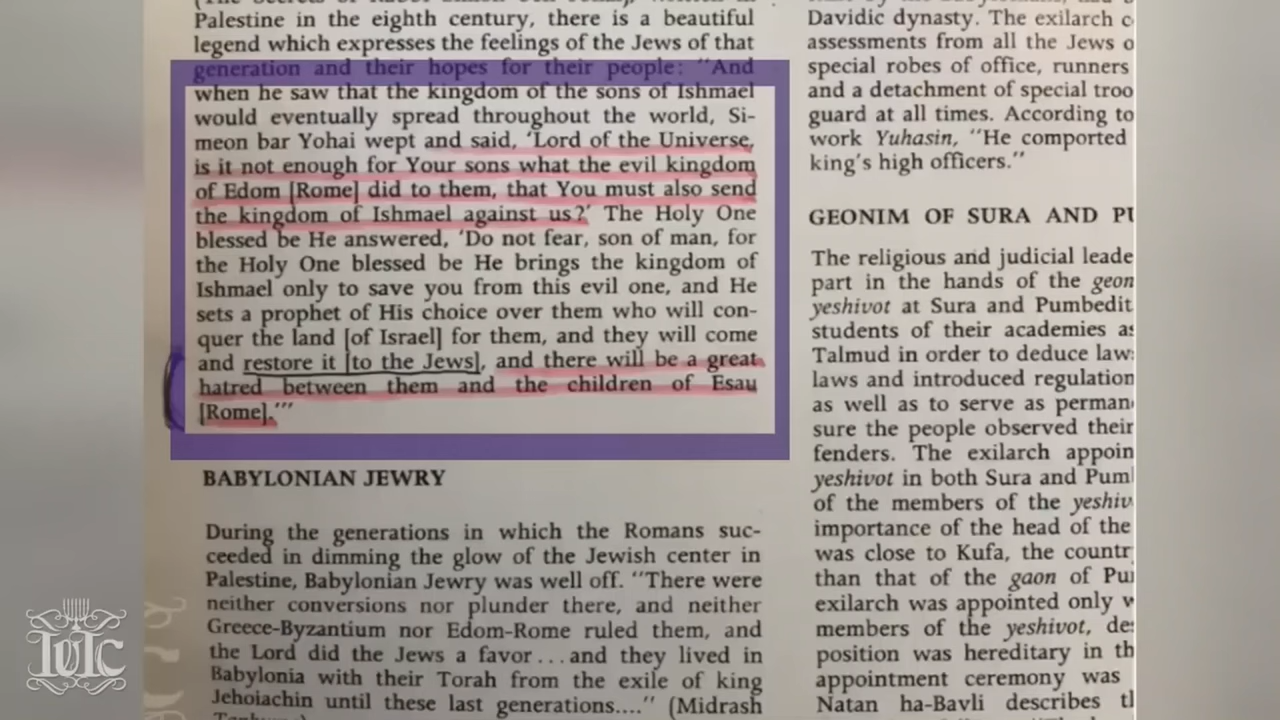 Palestine in the eighth century, there is a beautiful
legend which expresses the feelings of the Jews of that
generation and their hopes for their people: "And
when he saw that the kingdom of the sons of Ishmael
would eventually spread throughout the world, Si-
meon bar Yohai wept and said, 'Lord of the Universe,
is it not enough for Your sons what the evil kingdom
of Edom [Rome] did to them, that You must also send
the kingdom of Ishmael against us?' The Holy One
blessed be He answered, 'Do not fear, son of man, for
the Holy One blessed be He brings the kingdom of
Ishmael only to save you from this evil one, and He
sets a prophet of His choice over them who will con-
quer the land [of Israel] for them, and they will come
and restore it [to the Jews], and there will be a great
hatred between them and the children of Esau
[Rome].'"
BABYLONIAN JEWRY
During the generations in which the Romans suc-
ceeded in dimming the glow of the Jewish center in
Palestine, Babylonian Jewry was well off. "There were
neither conversions nor plunder there, and neither
Greece-Byzantium nor Edom-Rome ruled them, and
the Lord did the Jews a favor...and they lived in
Babylonia with their Torah from the exile of king
Jehoiachin until these last generations...." (Midrash
Davidic dynasty. The exilarch c
assessments from all the Jews o
special robes of office, runners
and a detachment of special troo
guard at all times. According to
work Yuhasin, "He comported
king's high officers."
GEONIM OF SURA AND PU
The religious and judicial leade
part in the hands of the geon
yeshivot at Sura and Pumbedit
students of their academies as
Talmud in order to deduce law
laws and introduced regulation
as well as to serve as perman
sure the people observed their
fenders. The exilarch appoin
yeshivot in both Sura and Pum
of the members of the yeshiv
importance of the head of the
was close to Kufa, the countr
than that of the gaon of Pu
exilarch was appointed only
members of the yeshivot, de
position was hereditary in th
appointment ceremony was
Natan ha-Bavli describes t
IUIC